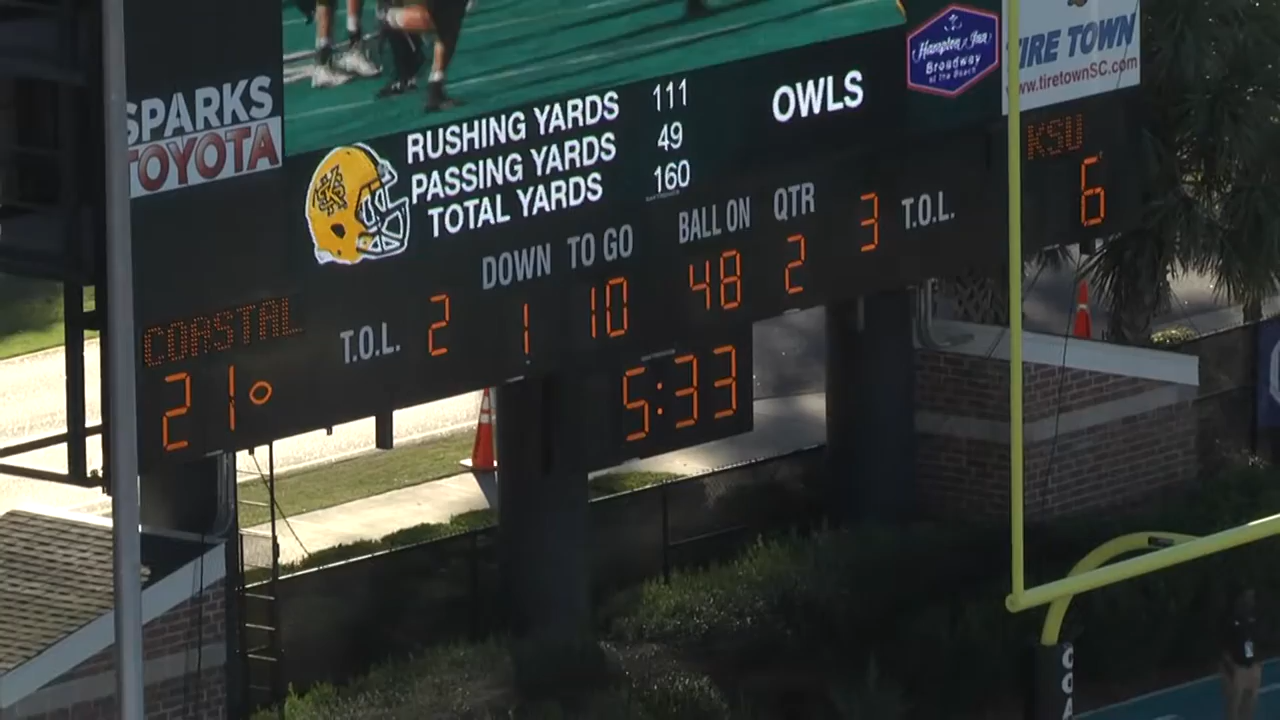 SPARKS
TOYOTA
RUSHING YARDS 111
PASSING YARDS 49
TOTAL YARDS 160
OWLS
Hampton Inn
Broadway
at the Beach
TIRE TOWN
www.tiretownSC.com
KSU
6
DOWN TO GO BALL ON QTR
COASTAL
T.O.L. 2 1 10 48 2 3 T.O.L.
21
5:33
COA